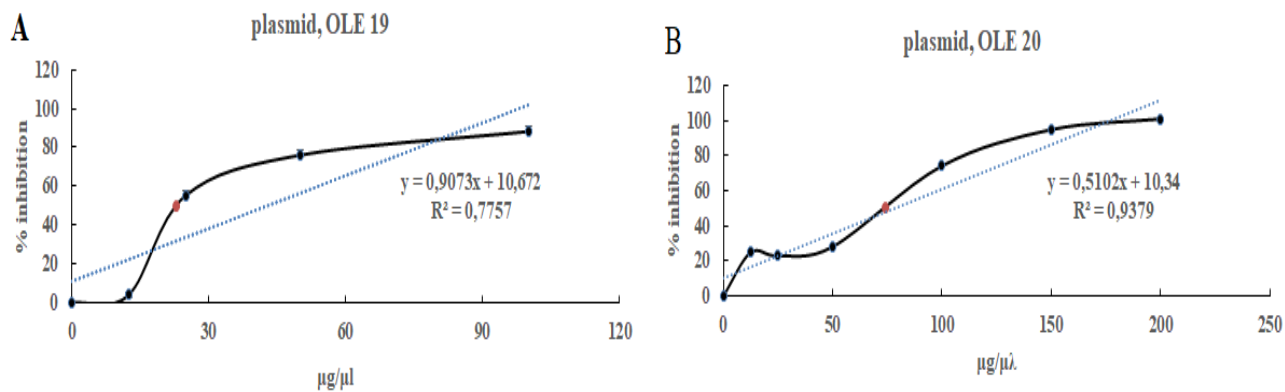 A
plasmid, OLE 19
% inhibition
120
100
80
60
40
20
0
y = 0,9073x + 10,672
R² = 0,7757
0 30 60 90 120
µg/µl
B
plasmid, OLE 20
% inhibition
120
100
80
60
40
20
0
y = 0,5102x + 10,34
R² = 0,9379
0 50 100 150 200 250
µg/µλ